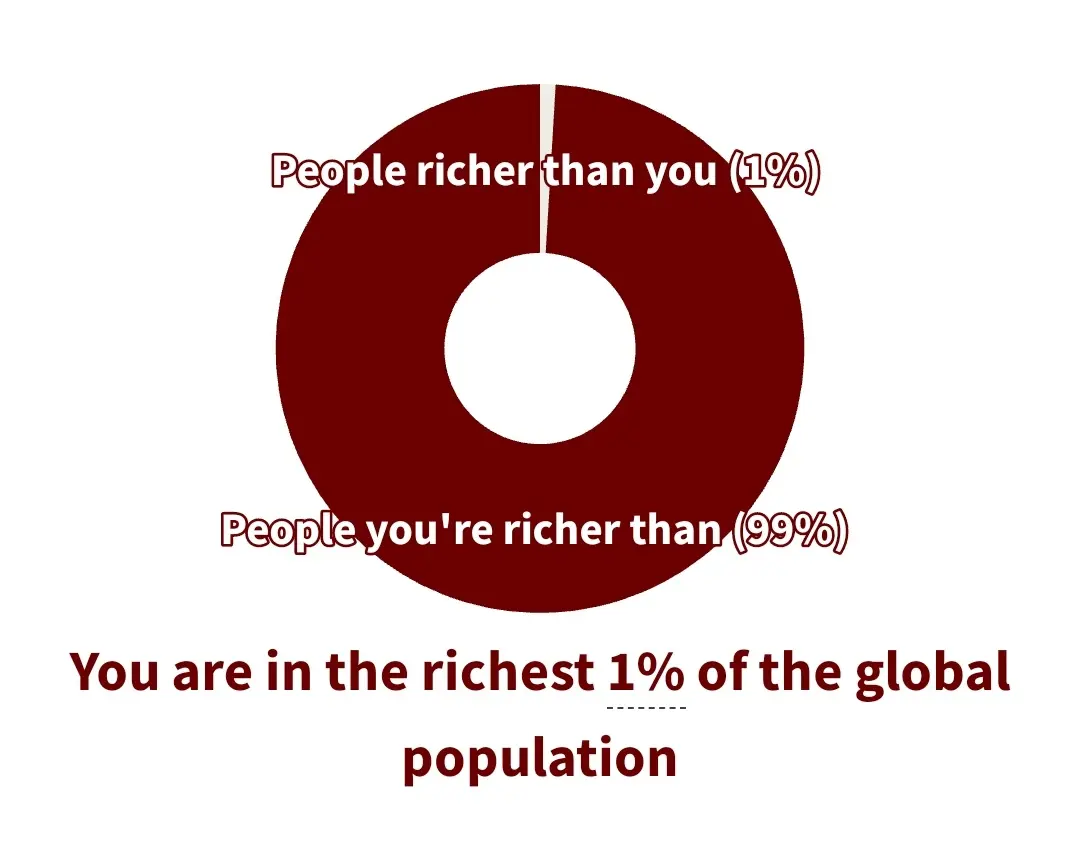 People richer than you (1%)
People you're richer than (99%)
You are in the richest 1% of the global
population